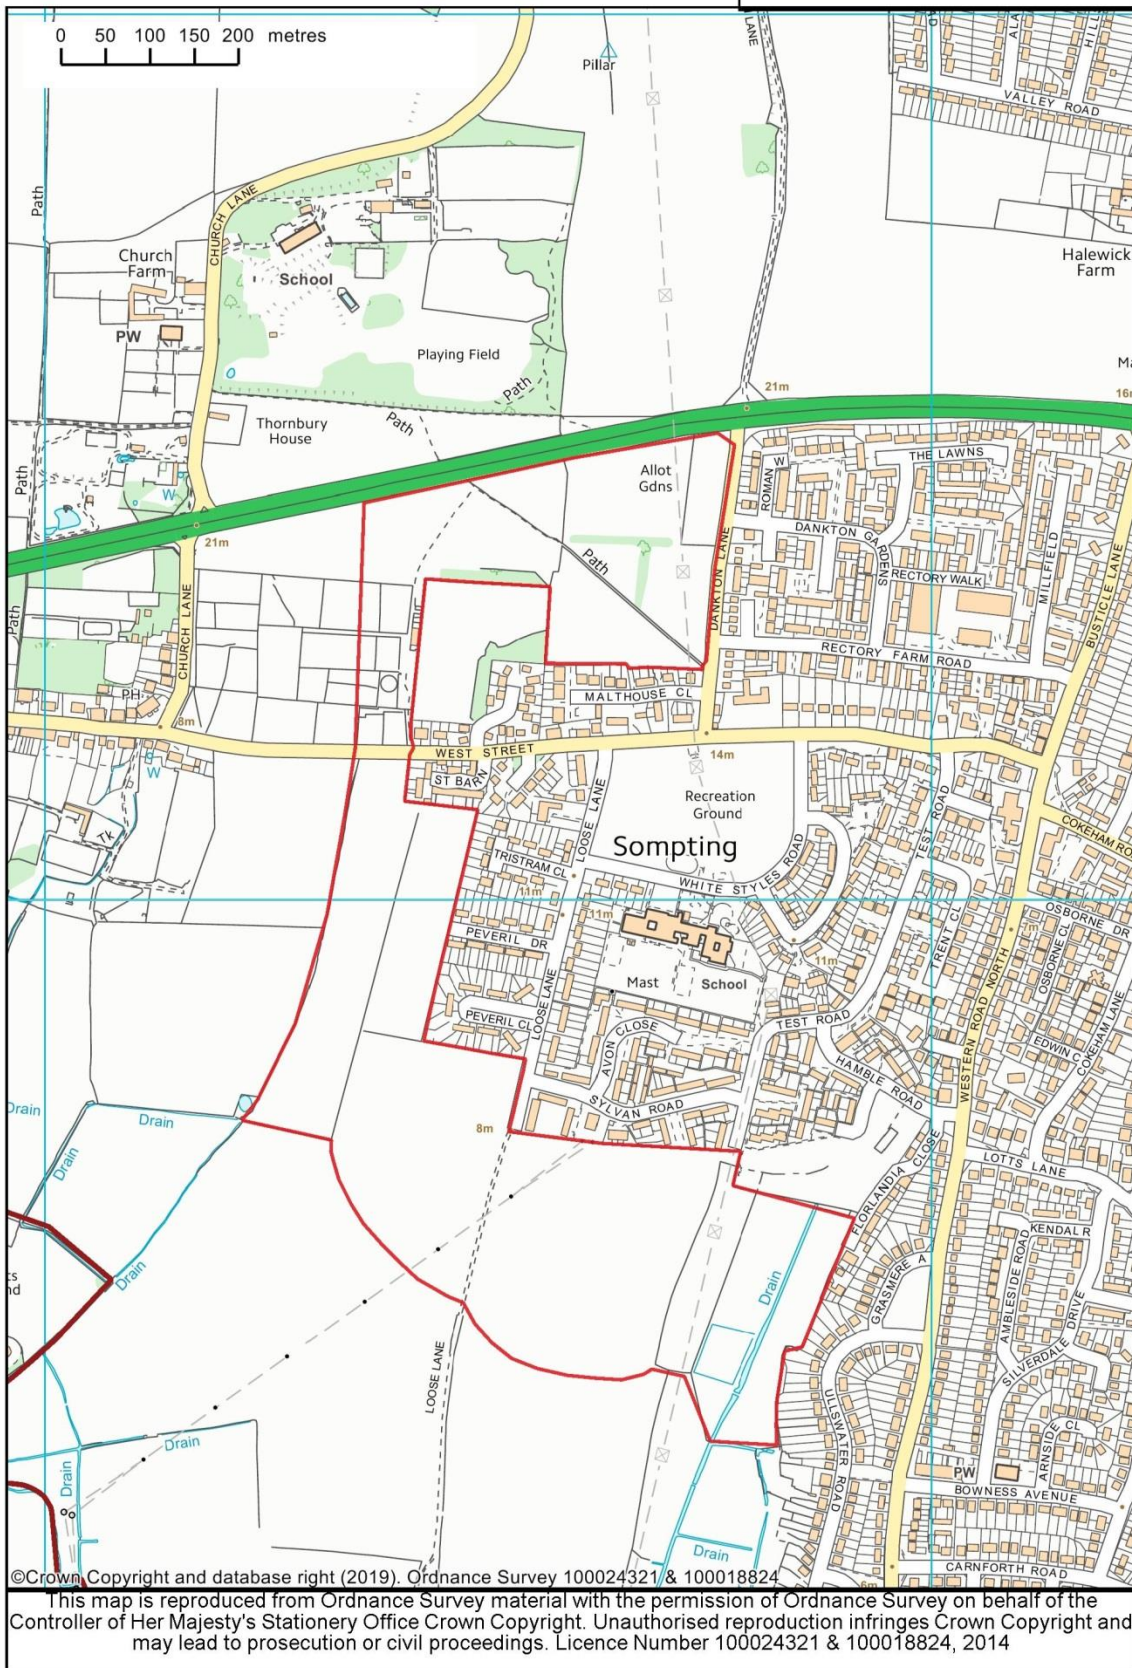 0 50 100 150 200 metres
Pillar
LANE
VALLEY ROAD
Path
CHURCH LANE
Church
Farm
School
Halewick
Farm
PW
Playing Field
Path
Path
Thornbury
House
21m
16m
Path
W
21m
Allot
Gdns
ROMAN W
THE LAWNS
DANKTON GARDENS
RECTORY WALK
MILLFIELD
BUSTICLE LANE
Path
DANKTON LANE
Path
CHURCH LANE
RECTORY FARM ROAD
PH
8m
MALTHOUSE CL
WEST STREET
14m
W
ST BARN
Tk
LOOSE LANE
Recreation
Ground
TEST ROAD
COKEHAM RO
Sompting
TRISTRAM CL
WHITE STYLES ROAD
11m
11m
TRENT CL
OSBORNE DR
7m
OSBORNE CL
PEVERIL DR
11m
Mast
School
LOOSE LANE
PEVERIL CL
AVON CLOSE
TEST ROAD
WESTERN ROAD NORTH
EDWIN C
COKEHAM LANE
HAMBLE ROAD
SYLVAN ROAD
Drain
Drain
8m
Drain
LOTTS LANE
FLORLANDIA CLOSE
KENDAL R
Drain
Drain
GRASMERE A
AMBLESIDE ROAD
SILVERDALE DRIVE
LOOSE LANE
ULLSWATER ROAD
ARNSIDE CL
Drain
Drain
PW
BOWNESS AVENUE
Drain
CARNFORTH ROAD
6m
©Crown Copyright and database right (2019). Ordnance Survey 100024321 & 100018824
This map is reproduced from Ordnance Survey material with the permission of Ordnance Survey on behalf of the
Controller of Her Majesty's Stationery Office Crown Copyright. Unauthorised reproduction infringes Crown Copyright and
may lead to prosecution or civil proceedings. Licence Number 100024321 & 100018824, 2014